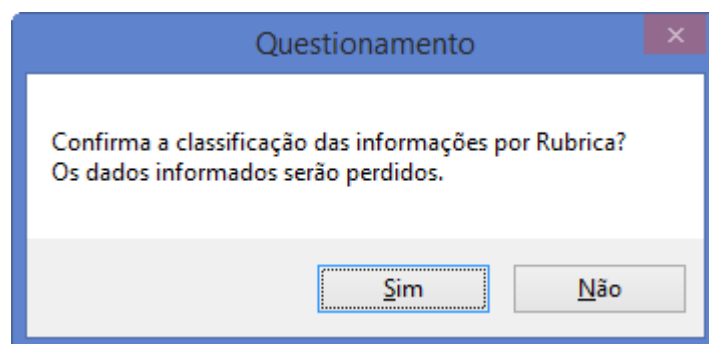 Questionamento
Confirma a classificação das informações por Rubrica?
Os dados informados serão perdidos.
Sim
Não